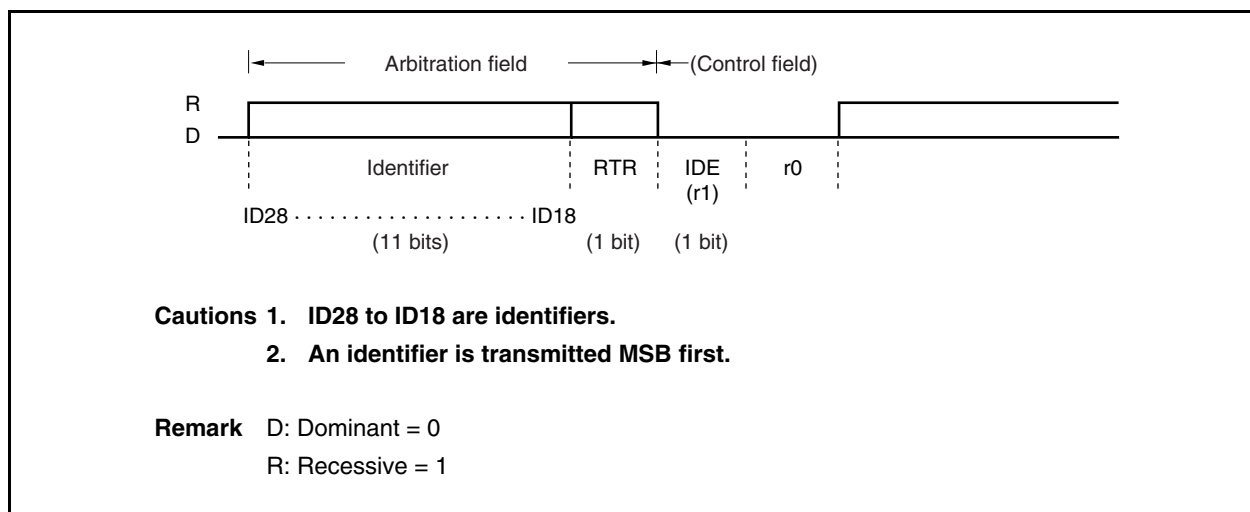 Arbitration field (Control field)
R
D
Identifier RTR IDE r0
(r1)
ID28 · · · · · · · · · · · · · · · · · · · · ID18
(11 bits) (1 bit) (1 bit)
Cautions 1. ID28 to ID18 are identifiers.
2. An identifier is transmitted MSB first.
Remark D: Dominant = 0
R: Recessive = 1